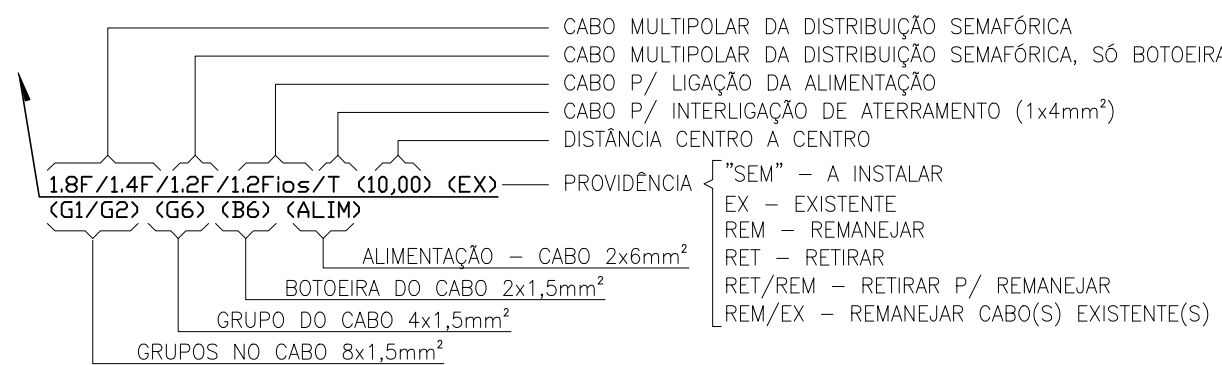 CABO MULTIPOLAR DA DISTRIBUIÇÃO SEMAFÓRICA
CABO MULTIPOLAR DA DISTRIBUIÇÃO SEMAFÓRICA, SÓ BOTOEIRA
CABO P/ LIGAÇÃO DA ALIMENTAÇÃO
CABO P/ INTERLIGAÇÃO DE ATERRAMENTO (1x4mm²)
DISTÂNCIA CENTRO A CENTRO
1.8F/1.4F/1.2F/1.2Fios/T (10,00) (EX)
PROVIDÊNCIA
"SEM" – A INSTALAR
EX – EXISTENTE
REM – REMANEJAR
RET – RETIRAR
RET/REM – RETIRAR P/ REMANEJAR
REM/EX – REMANEJAR CABO(S) EXISTENTE(S)
(G1/G2) (G6) (B6) (ALIM)
ALIMENTAÇÃO – CABO 2x6mm²
BOTOEIRA DO CABO 2x1,5mm²
GRUPO DO CABO 4x1,5mm²
GRUPOS NO CABO 8x1,5mm²